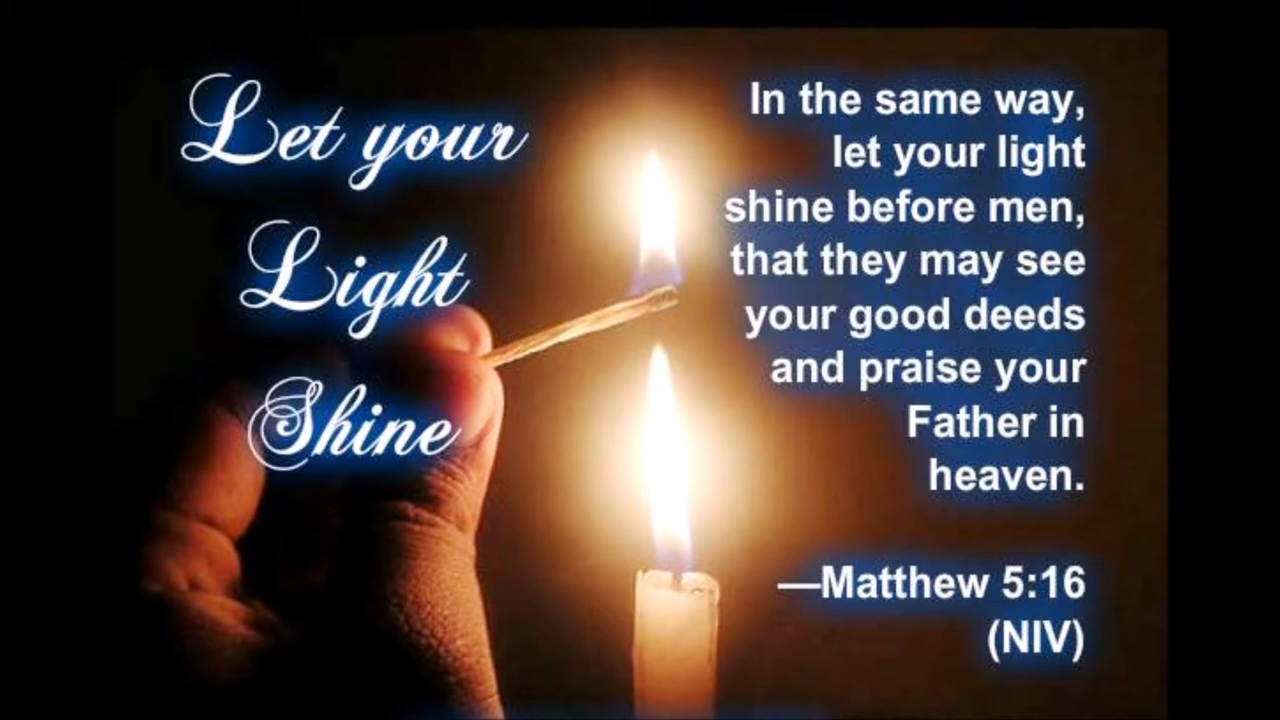 Let your
Light
Shine
In the same way,
let your light
shine before men,
that they may see
your good deeds
and praise your
Father in
heaven.
—Matthew 5:16
(NIV)